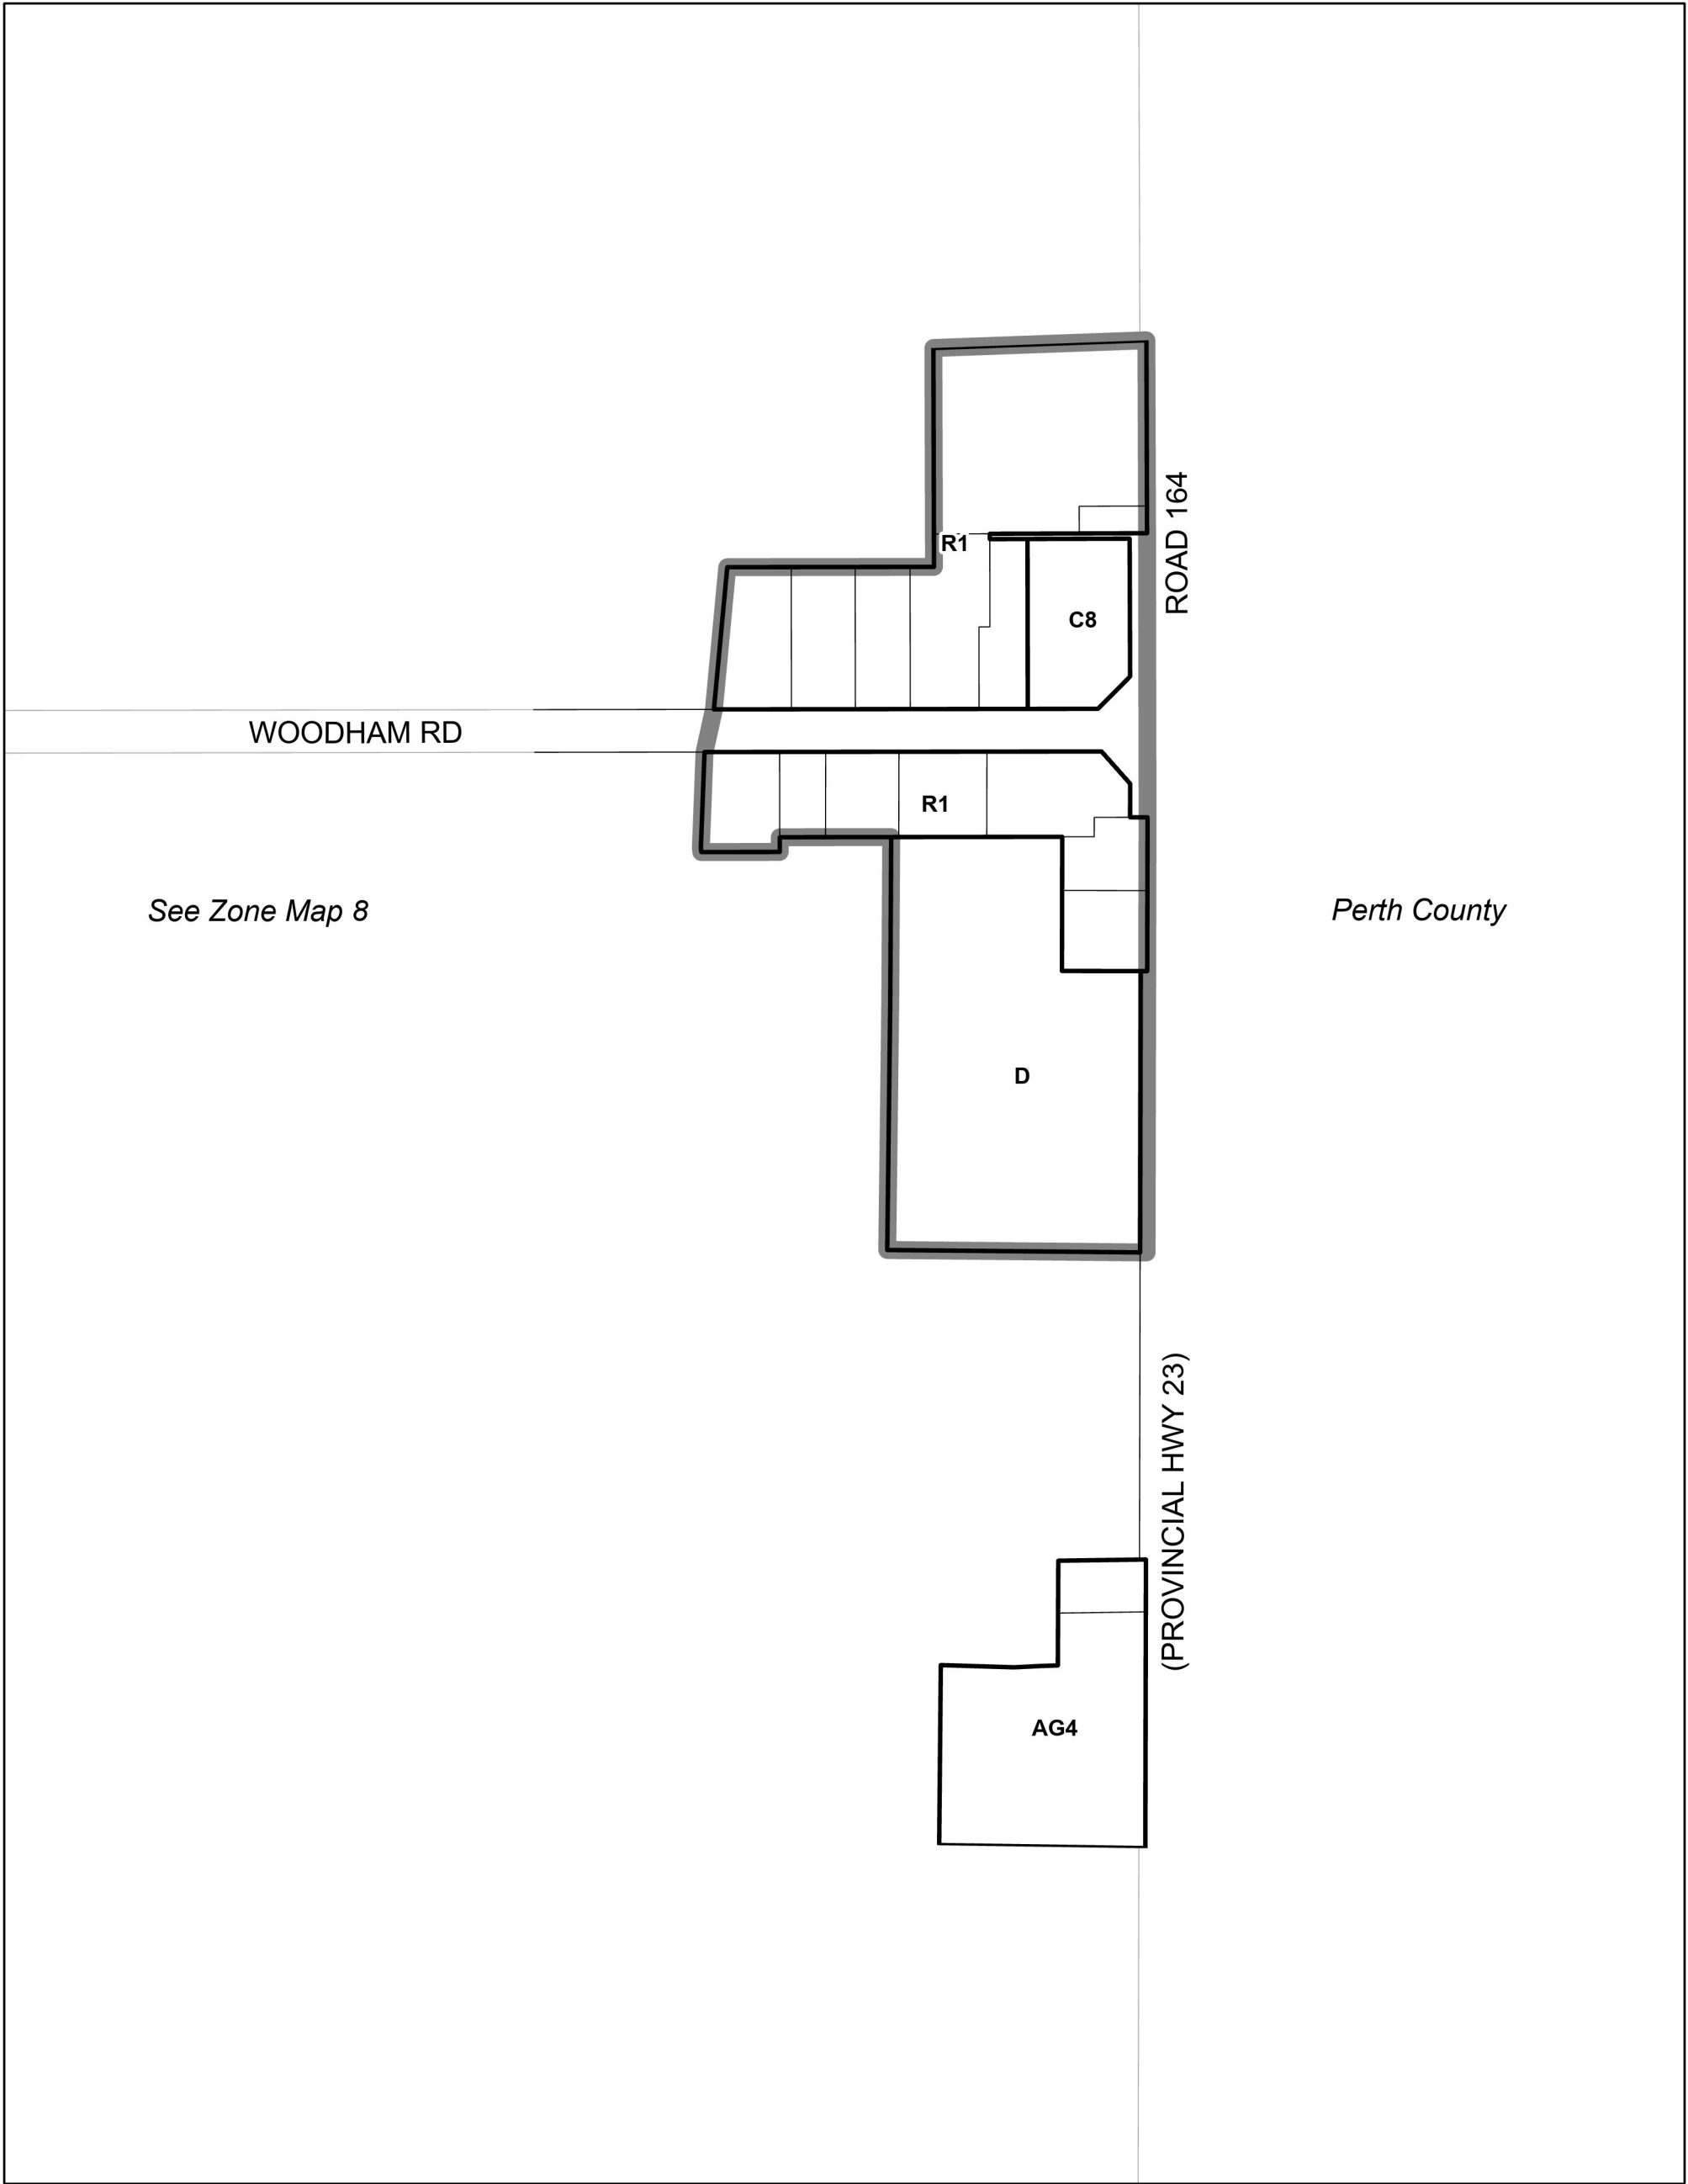 R1
ROAD 164
C8
WOODHAM RD
R1
See Zone Map 8
Perth County
D
(PROVINCIAL HWY 23)
AG4